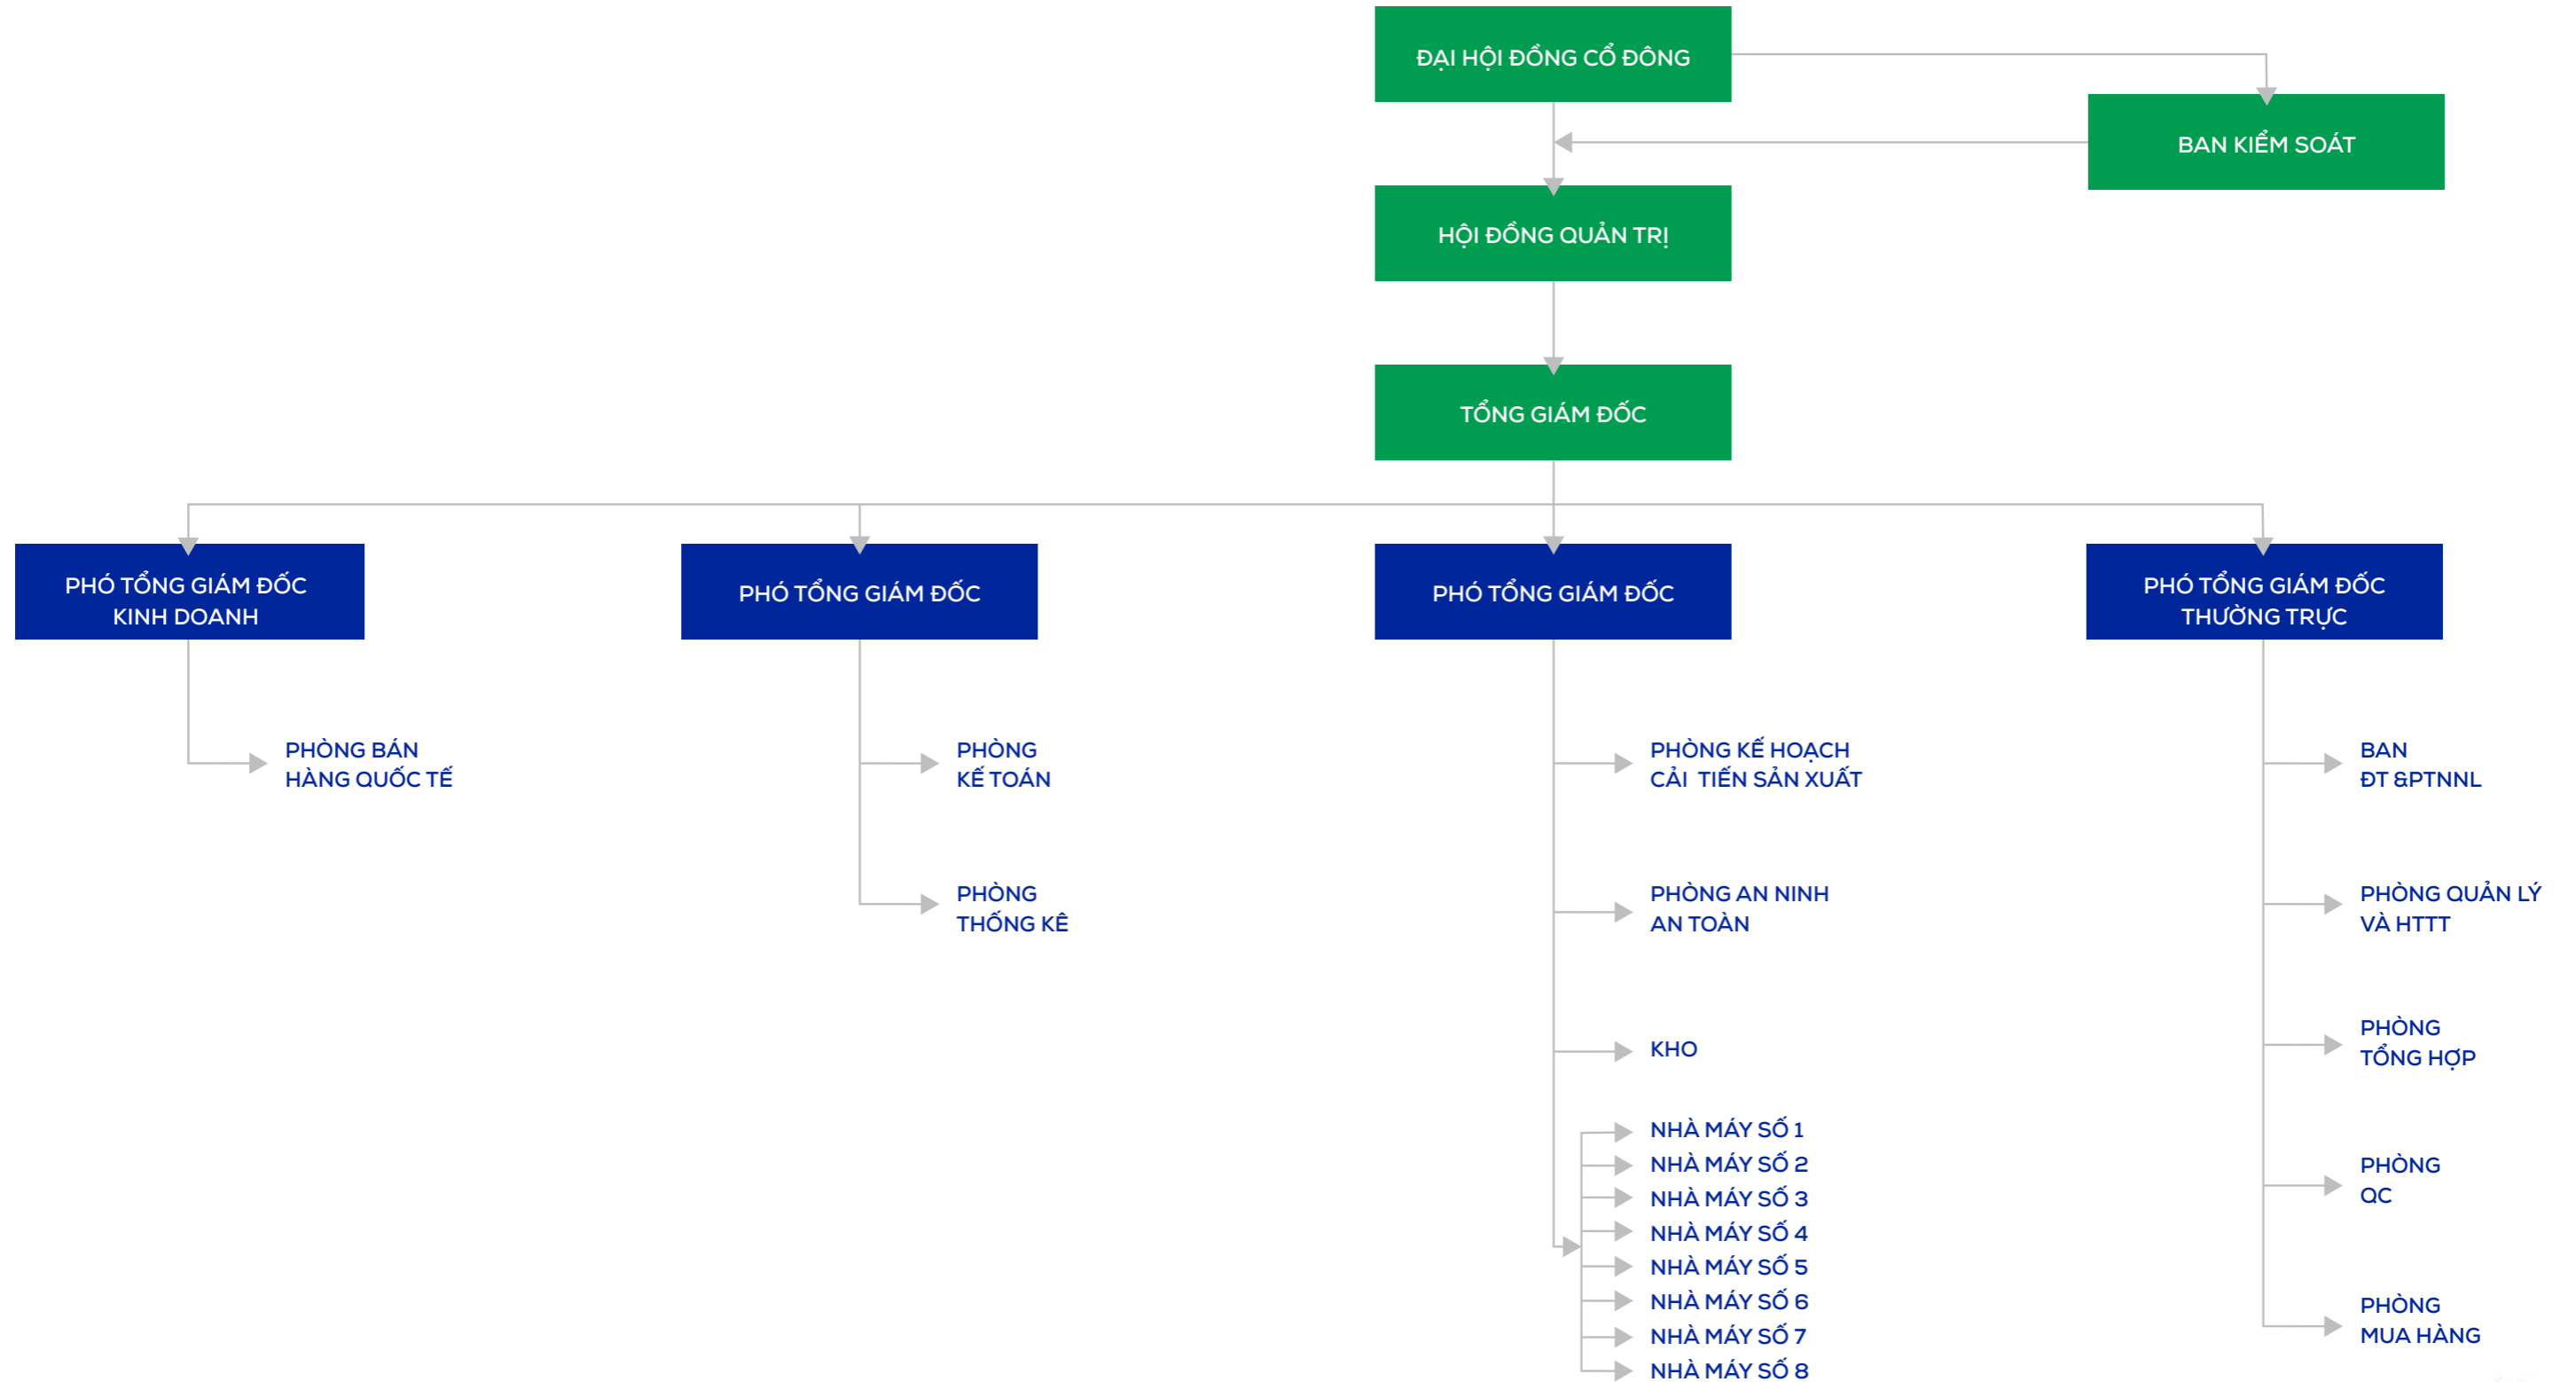 ĐẠI HỘI ĐỒNG CỔ ĐÔNG
BAN KIỂM SOÁT
HỘI ĐỒNG QUẢN TRỊ
TỔNG GIÁM ĐỐC
PHÓ TỔNG GIÁM ĐỐC
KINH DOANH
PHÓ TỔNG GIÁM ĐỐC
PHÓ TỔNG GIÁM ĐỐC
PHÓ TỔNG GIÁM ĐỐC
THƯỜNG TRỰC
PHÒNG BÁN
HÀNG QUỐC TẾ
PHÒNG
KẾ TOÁN
PHÒNG
THỐNG KÊ
PHÒNG KẾ HOẠCH
CẢI TIẾN SẢN XUẤT
PHÒNG AN NINH
AN TOÀN
KHO
NHÀ MÁY SỐ 1
NHÀ MÁY SỐ 2
NHÀ MÁY SỐ 3
NHÀ MÁY SỐ 4
NHÀ MÁY SỐ 5
NHÀ MÁY SỐ 6
NHÀ MÁY SỐ 7
NHÀ MÁY SỐ 8
BAN
ĐT &PTNNL
PHÒNG QUẢN LÝ
VÀ HTTT
PHÒNG
TỔNG HỢP
PHÒNG
QC
PHÒNG
MUA HÀNG